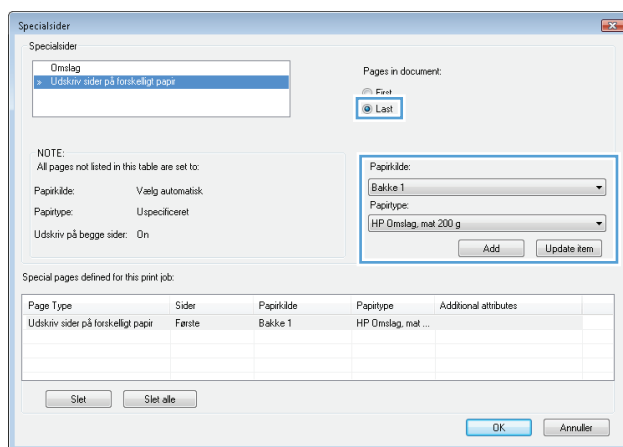 Specialsider
Specialsider
Omslag
» Udskriv sider på forskelligt papir
Pages in document:
First
Last
NOTE:
All pages not listed in this table are set to:
Papirkilde: Vælg automatisk
Papirtype: Uspecificeret
Udskriv på begge sider: On
Papirkilde:
Bakke 1
Papirtype:
HP Omslag, mat 200 g
Add Update item
Special pages defined for this print job:
Page Type Sider Papirkilde Papirtype Additional attributes
Udskriv sider på forskelligt papir Første Bakke 1 HP Omslag, mat ...
Slet Slet alle
OK Annuller